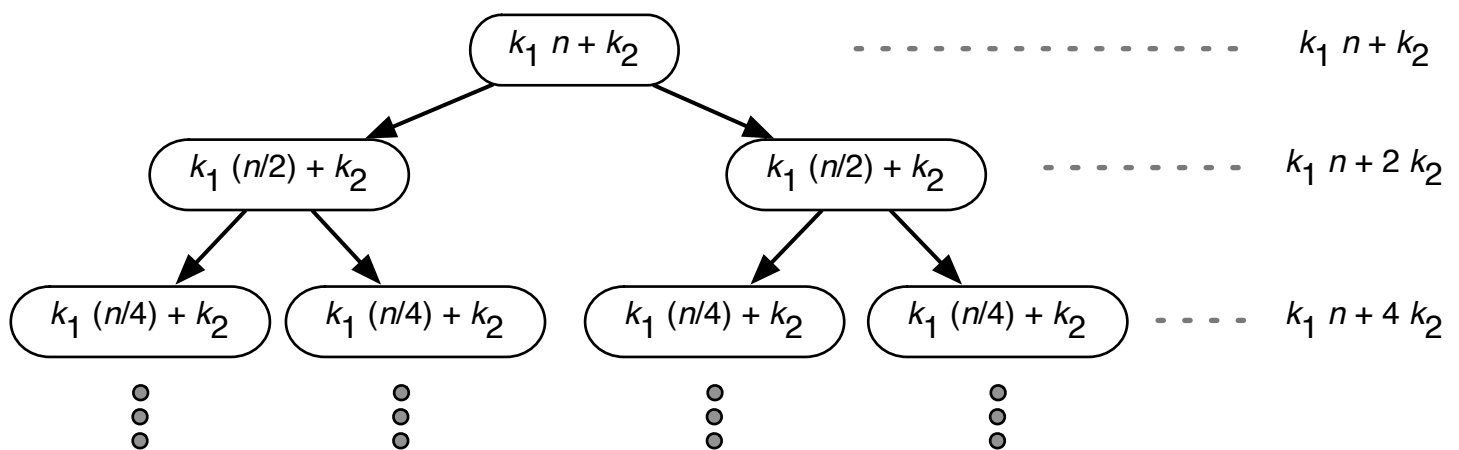 k₁ n + k₂ k₁ n + k₂
k₁ (n/2) + k₂ k₁ (n/2) + k₂ k₁ n + 2 k₂
k₁ (n/4) + k₂ k₁ (n/4) + k₂ k₁ (n/4) + k₂ k₁ (n/4) + k₂ k₁ n + 4 k₂